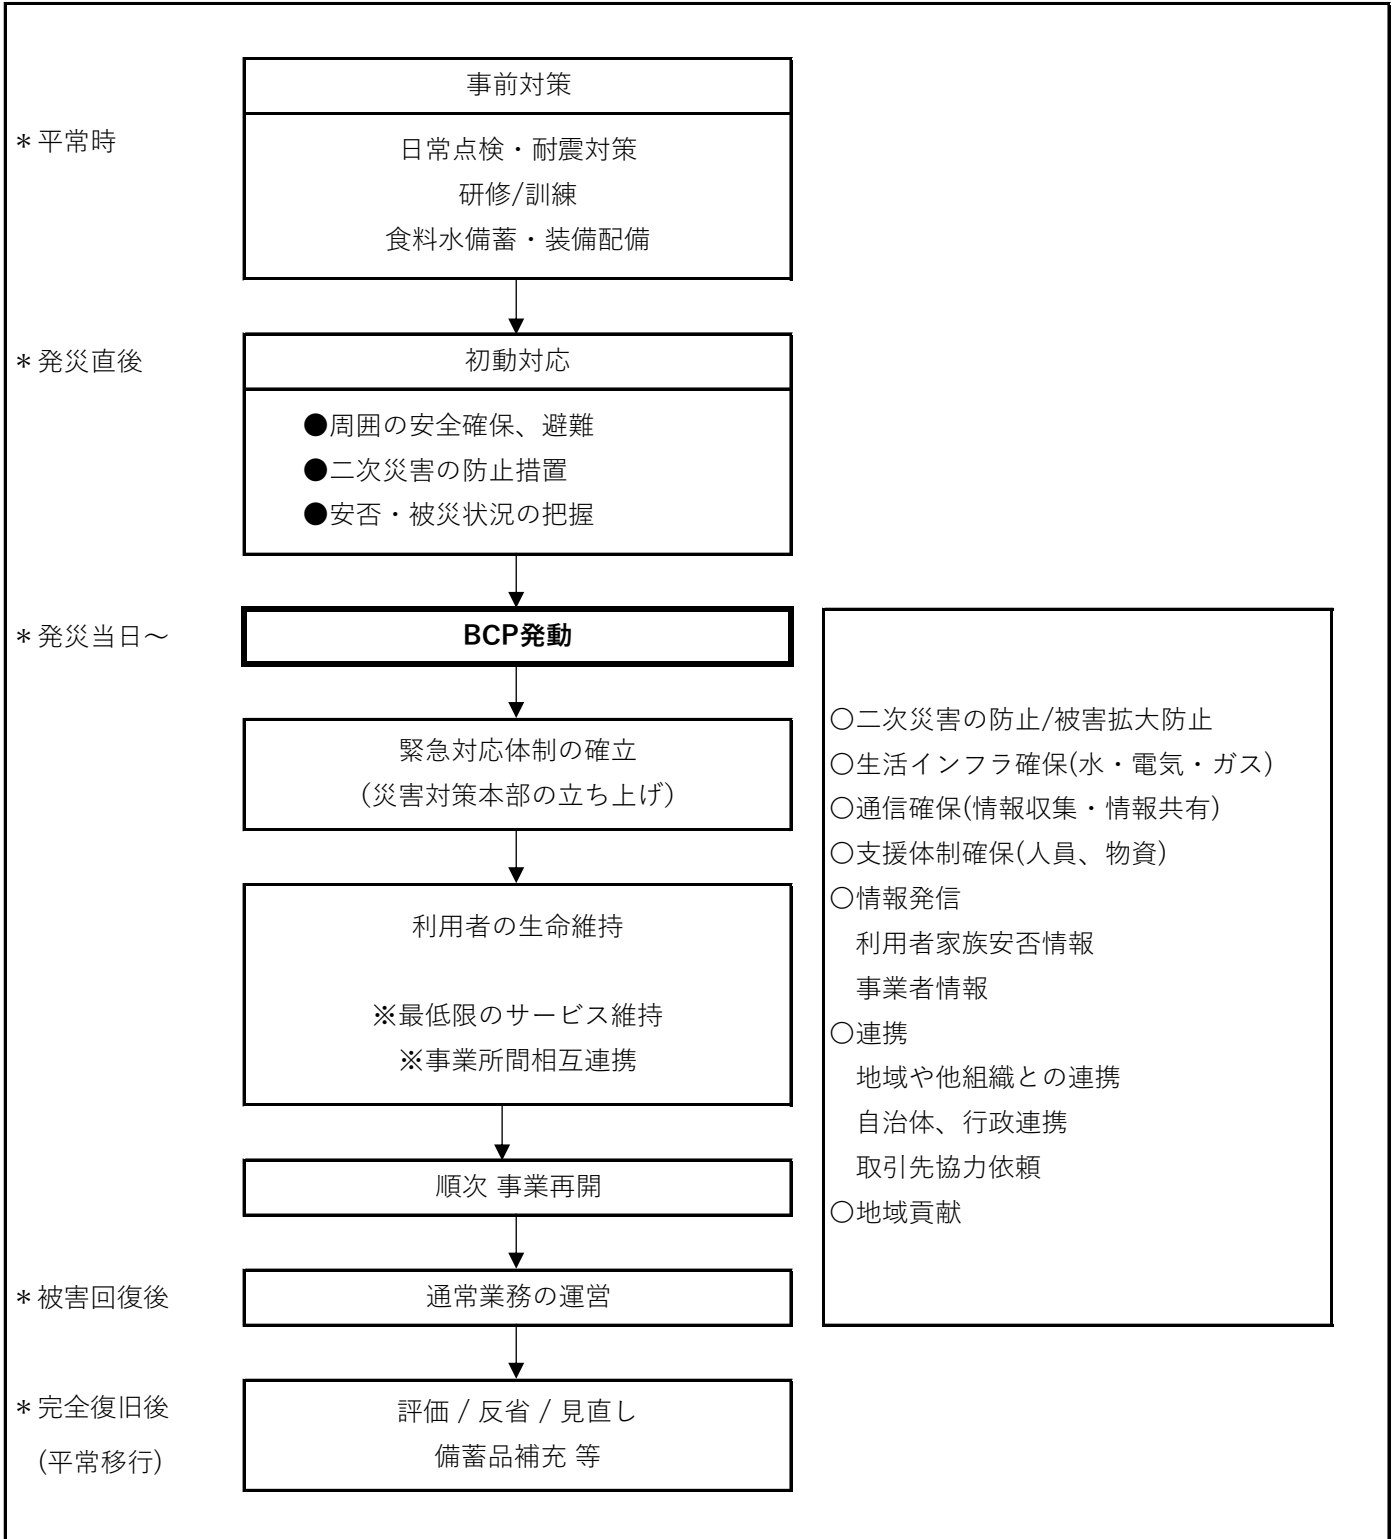 事前対策
＊平常時
日常点検・耐震対策
研修/訓練
食料水備蓄・装備配備
＊発災直後
初動対応
●周囲の安全確保、避難
●二次災害の防止措置
●安否・被災状況の把握
＊発災当日～
BCP発動
緊急対応体制の確立
（災害対策本部の立ち上げ）
利用者の生命維持
※最低限のサービス維持
※事業所間相互連携
順次 事業再開
○二次災害の防止/被害拡大防止
○生活インフラ確保(水・電気・ガス)
○通信確保(情報収集・情報共有)
○支援体制確保(人員、物資)
○情報発信
利用者家族安否情報
事業者情報
○連携
地域や他組織との連携
自治体、行政連携
取引先協力依頼
○地域貢献
＊被害回復後
通常業務の運営
＊完全復旧後
(平常移行)
評価 / 反省 / 見直し
備蓄品補充 等